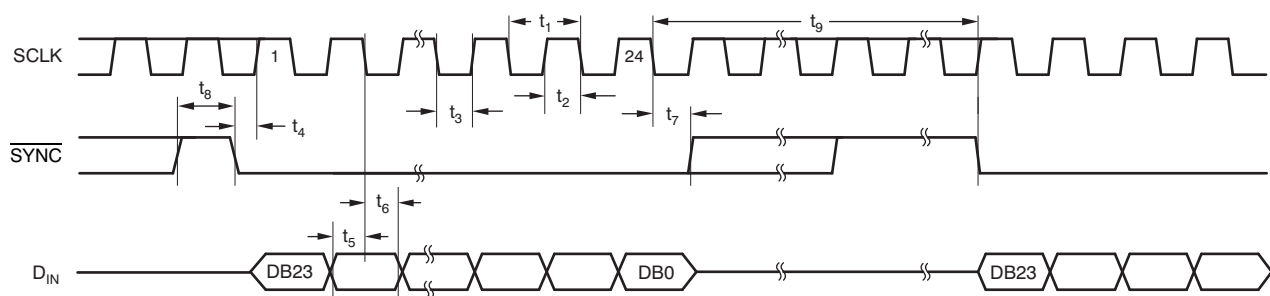 t1 t9
SCLK 1 24
t8 t2
t4 t3 t7
SYNC
t6
t5
DIN DB23 DB0 DB23